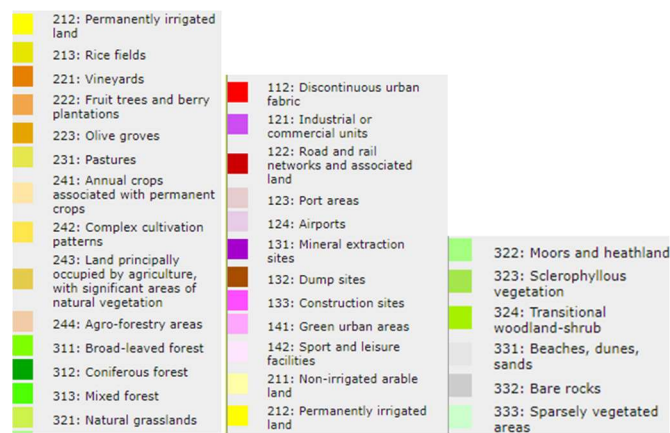 212: Permanently irrigated
land
213: Rice fields
221: Vineyards
222: Fruit trees and berry
plantations
223: Olive groves
231: Pastures
241: Annual crops
associated with permanent
crops
242: Complex cultivation
patterns
243: Land principally
occupied by agriculture,
with significant areas of
natural vegetation
244: Agro-forestry areas
311: Broad-leaved forest
312: Coniferous forest
313: Mixed forest
321: Natural grasslands
112: Discontinuous urban
fabric
121: Industrial or
commercial units
122: Road and rail
networks and associated
land
123: Port areas
124: Airports
131: Mineral extraction
sites
132: Dump sites
133: Construction sites
141: Green urban areas
142: Sport and leisure
facilities
211: Non-irrigated arable
land
212: Permanently irrigated
land
322: Moors and heathland
323: Sclerophyllous
vegetation
324: Transitional
woodland-shrub
331: Beaches, dunes,
sands
332: Bare rocks
333: Sparsely vegetated
areas